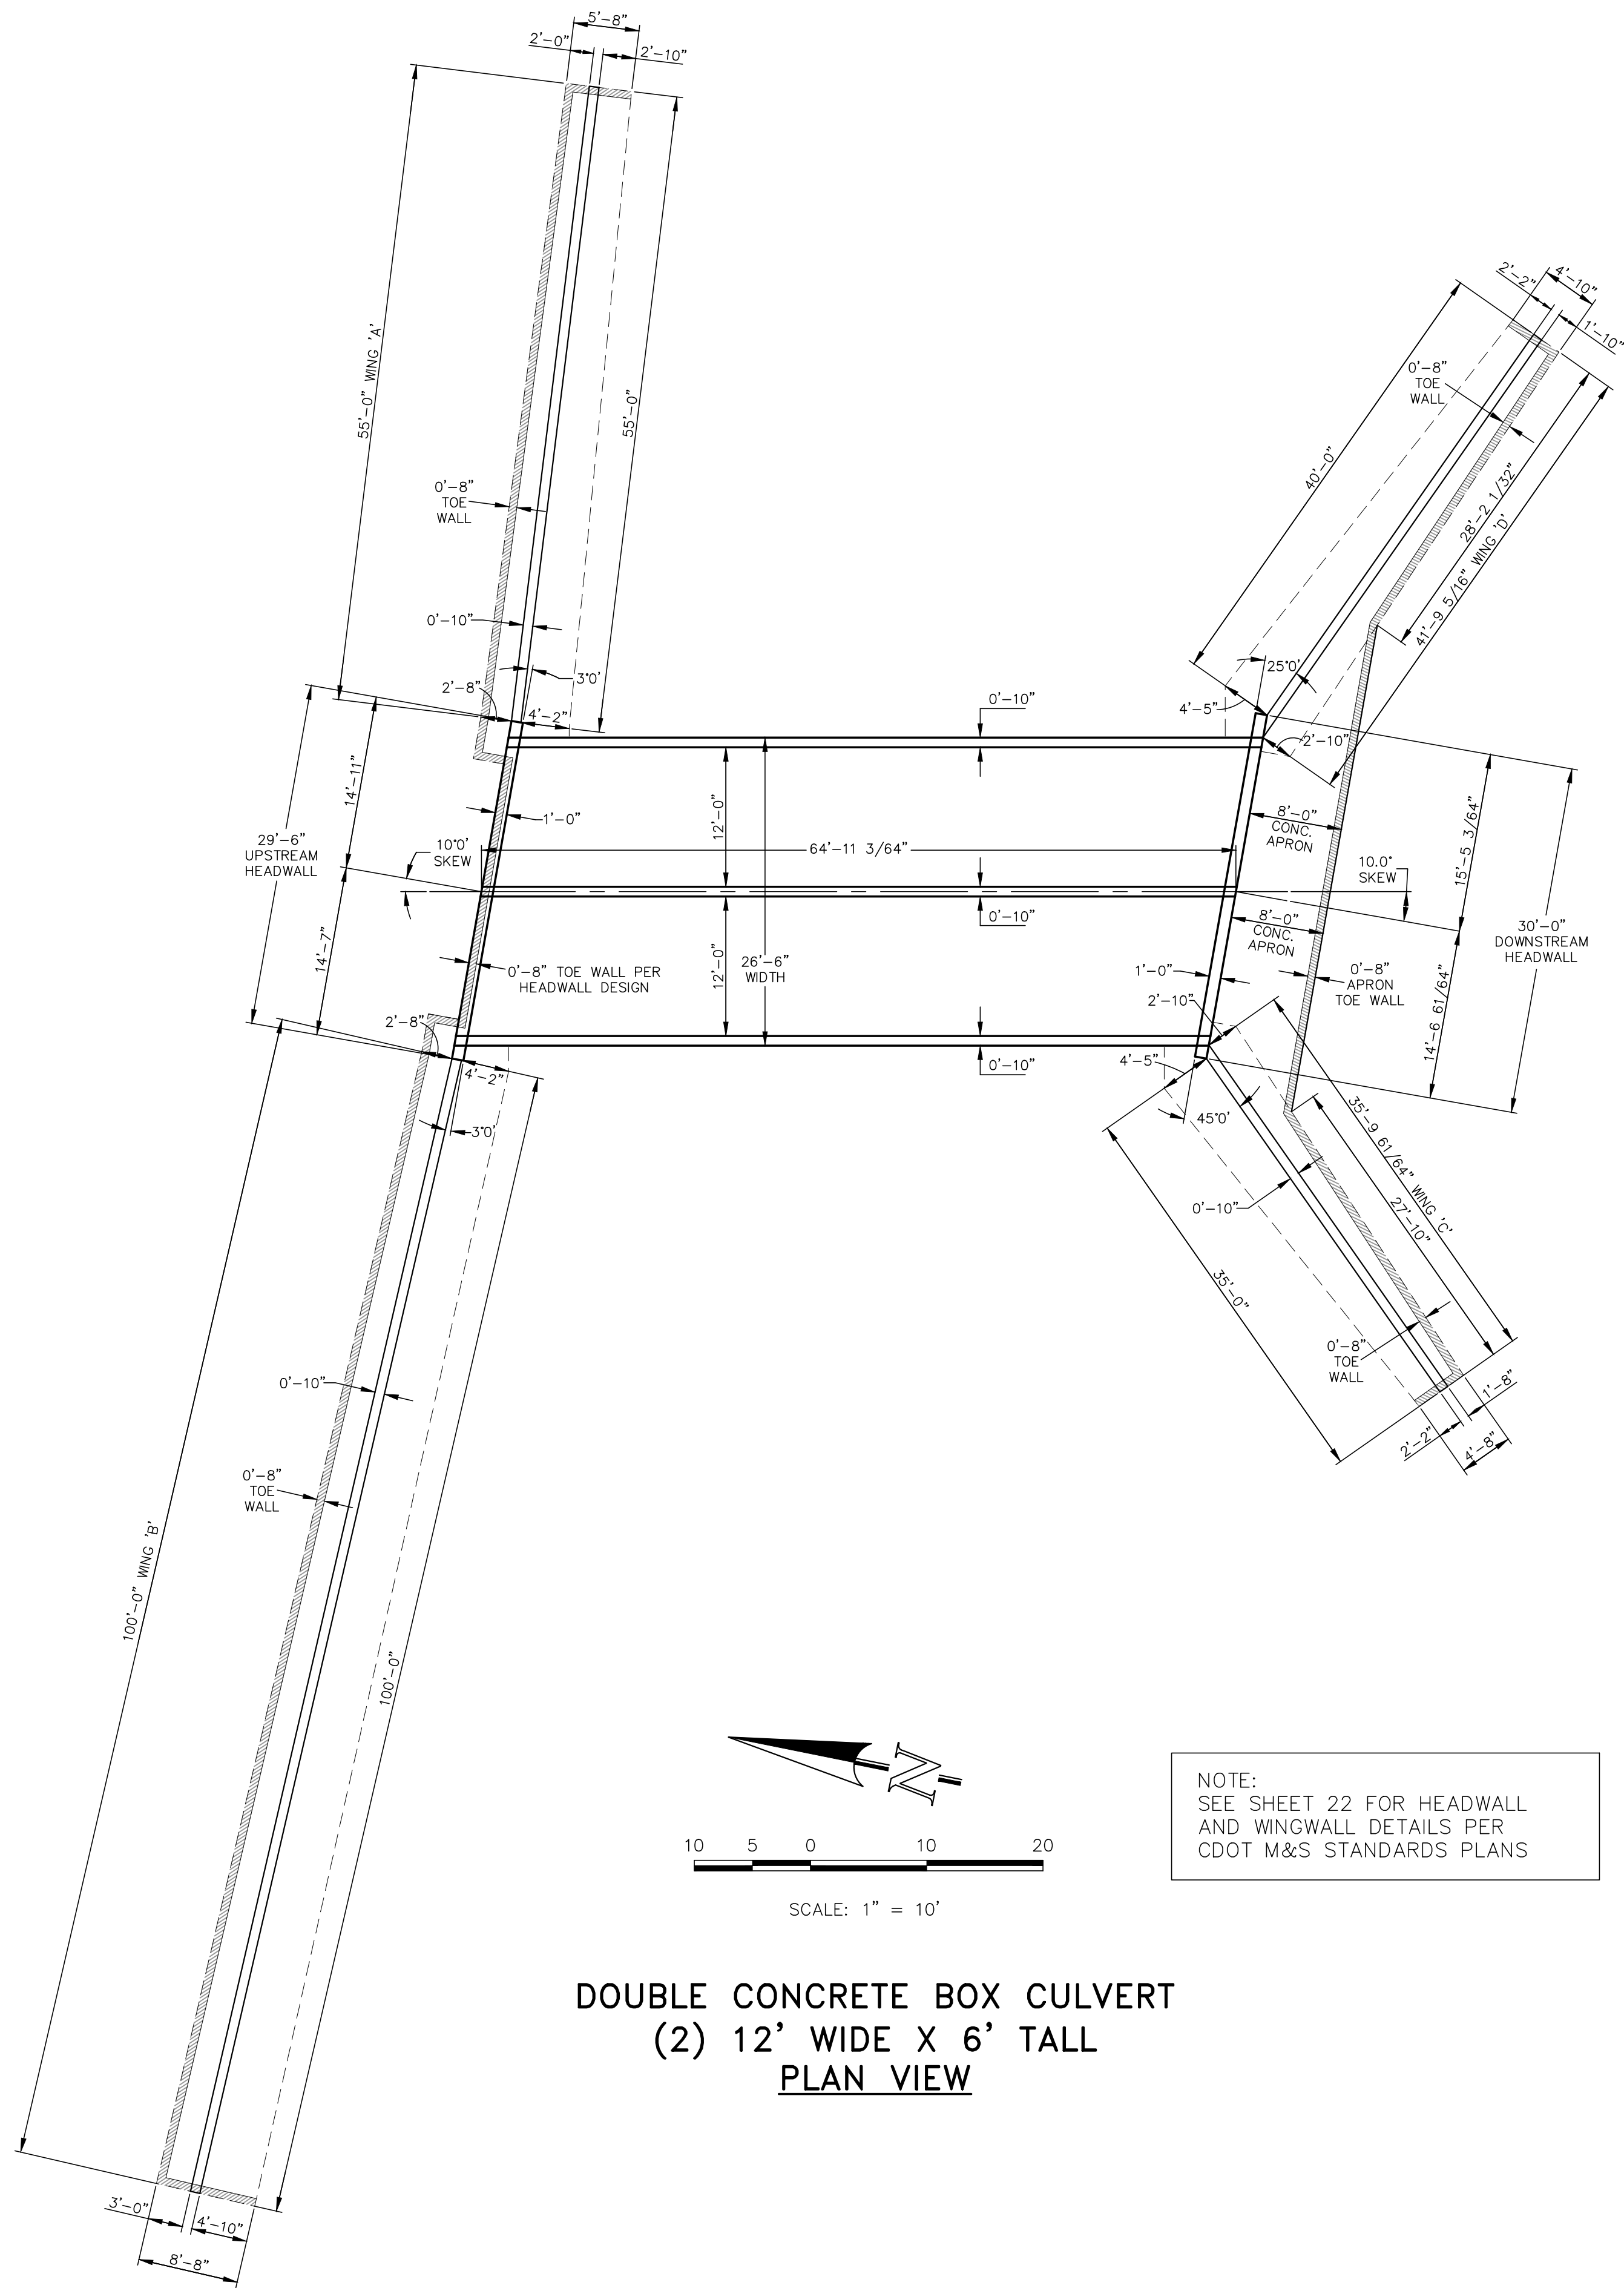 5'-8"
2'-0"
2'-10"
55'-0" WING 'A'
55'-0"
0'-8"
TOE
WALL
0'-10"
3°0'
2'-8"
4'-2"
14'-11"
29'-6"
UPSTREAM
HEADWALL
10°0'
SKEW
1'-0"
14'-7"
0'-8" TOE WALL PER
HEADWALL DESIGN
2'-8"
4'-2"
3°0'
0'-10"
12'-0"
64'-11 3/64"
0'-10"
12'-0"
26'-6"
WIDTH
0'-10"
2'-2"
4'-10"
1'-10"
0'-8"
TOE
WALL
40'-0"
28'-2 1/32"
41'-9 5/16" WING 'D'
25°0'
4'-5"
2'-10"
8'-0"
CONC.
APRON
10.0°
SKEW
15'-5 3/64"
8'-0"
CONC.
APRON
30'-0"
DOWNSTREAM
HEADWALL
1'-0"
0'-8"
APRON
TOE WALL
2'-10"
14'-6 61/64"
4'-5"
45°0'
35'-9 61/64" WING 'C'
27'-10"
0'-10"
35'-0"
0'-8"
TOE
WALL
1'-8"
2'-2"
4'-8"
0'-10"
0'-8"
TOE
WALL
100'-0" WING 'B'
100'-0"
3'-0"
4'-10"
8'-8"
N
10 5 0 10 20
SCALE: 1" = 10'
NOTE:
SEE SHEET 22 FOR HEADWALL
AND WINGWALL DETAILS PER
CDOT M&S STANDARDS PLANS
DOUBLE CONCRETE BOX CULVERT
(2) 12' WIDE X 6' TALL
PLAN VIEW